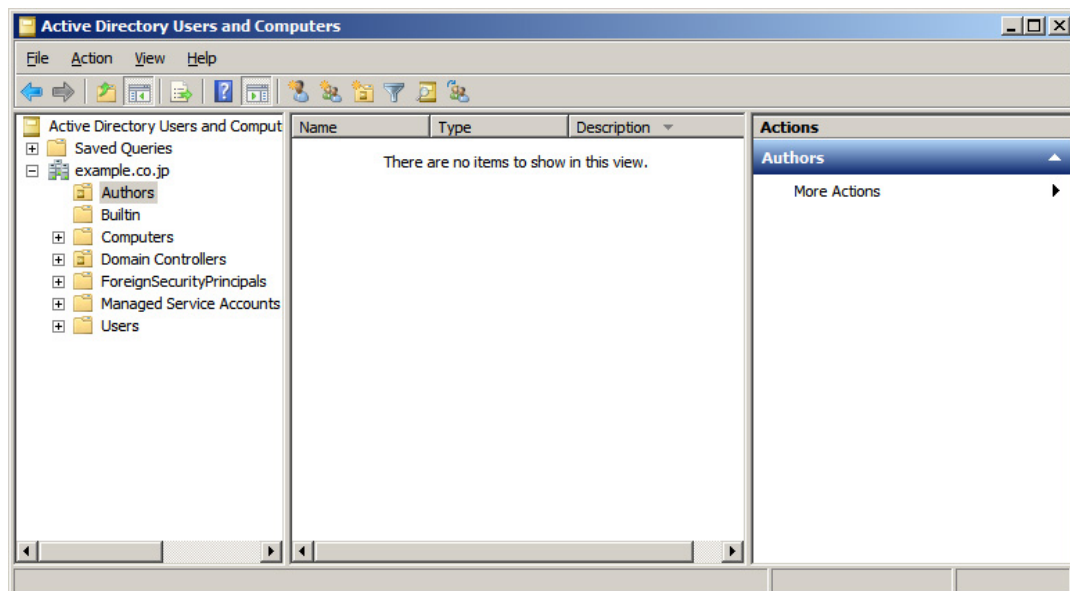 Active Directory Users and Computers
File Action View Help
Active Directory Users and Comput
Saved Queries
example.co.jp
Authors
Builtin
Computers
Domain Controllers
ForeignSecurityPrincipals
Managed Service Accounts
Users
Name Type Description
There are no items to show in this view.
Actions
Authors
More Actions